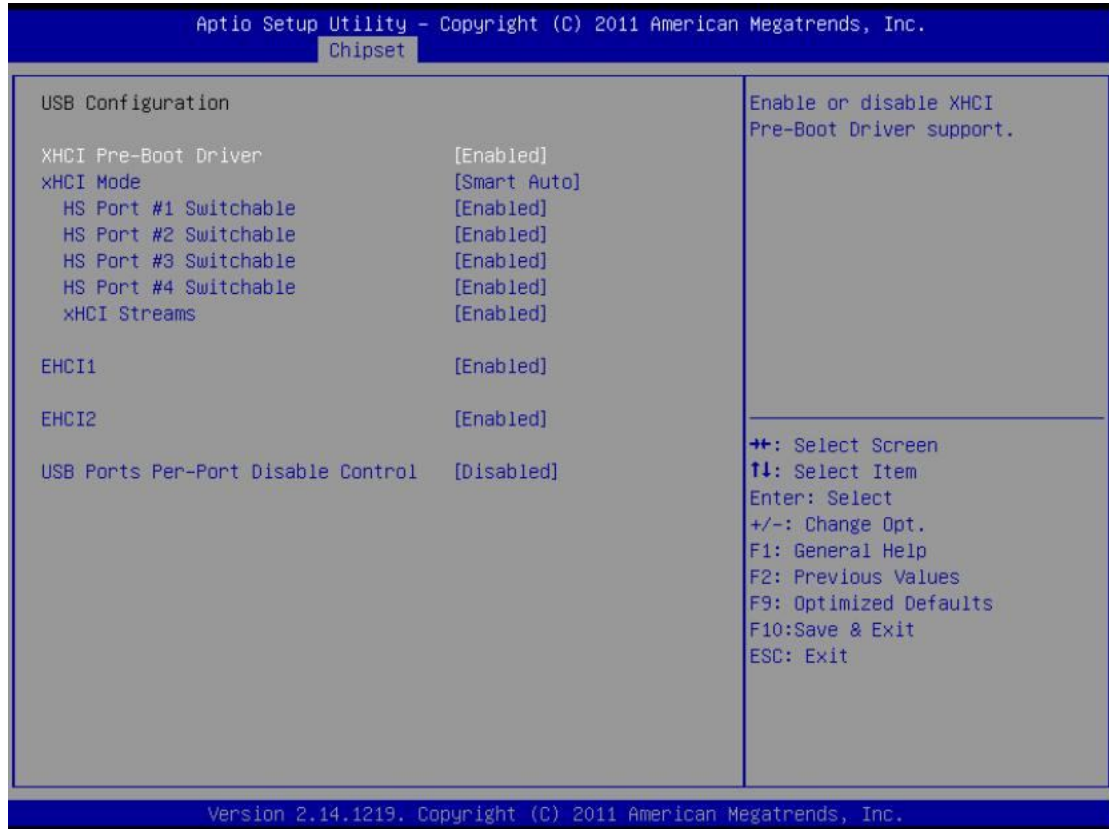 Aptio Setup Utility – Copyright (C) 2011 American Megatrends, Inc.
Chipset
USB Configuration
XHCI Pre-Boot Driver [Enabled]
xHCI Mode [Smart Auto]
HS Port #1 Switchable [Enabled]
HS Port #2 Switchable [Enabled]
HS Port #3 Switchable [Enabled]
HS Port #4 Switchable [Enabled]
xHCI Streams [Enabled]
EHCI1 [Enabled]
EHCI2 [Enabled]
USB Ports Per-Port Disable Control [Disabled]
Enable or disable XHCI
Pre-Boot Driver support.
→←: Select Screen
↑↓: Select Item
Enter: Select
+/-: Change Opt.
F1: General Help
F2: Previous Values
F9: Optimized Defaults
F10:Save & Exit
ESC: Exit
Version 2.14.1219. Copyright (C) 2011 American Megatrends, Inc.